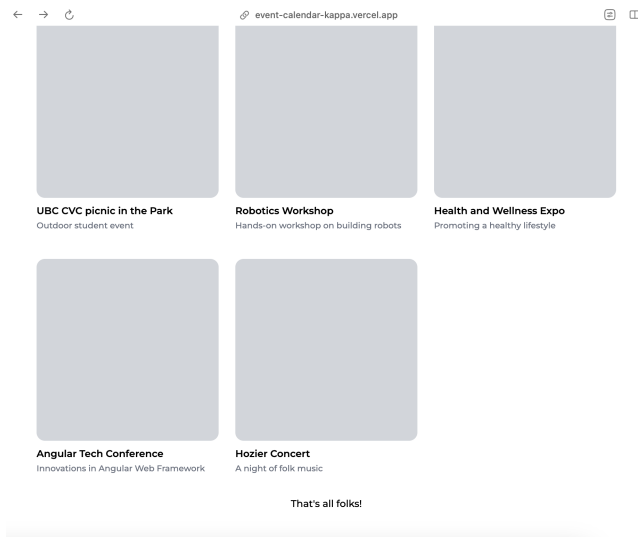 event-calendar-kappa.vercel.app
UBC CVC picnic in the Park
Outdoor student event
Robotics Workshop
Hands-on workshop on building robots
Health and Wellness Expo
Promoting a healthy lifestyle
Angular Tech Conference
Innovations in Angular Web Framework
Hozier Concert
A night of folk music
That's all folks!